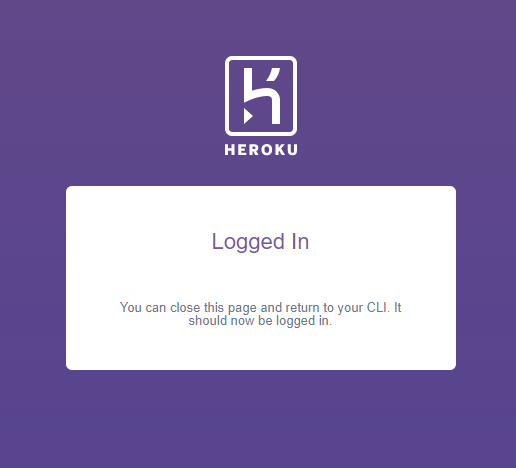 HEROKU
Logged In
You can close this page and return to your CLI. It
should now be logged in.